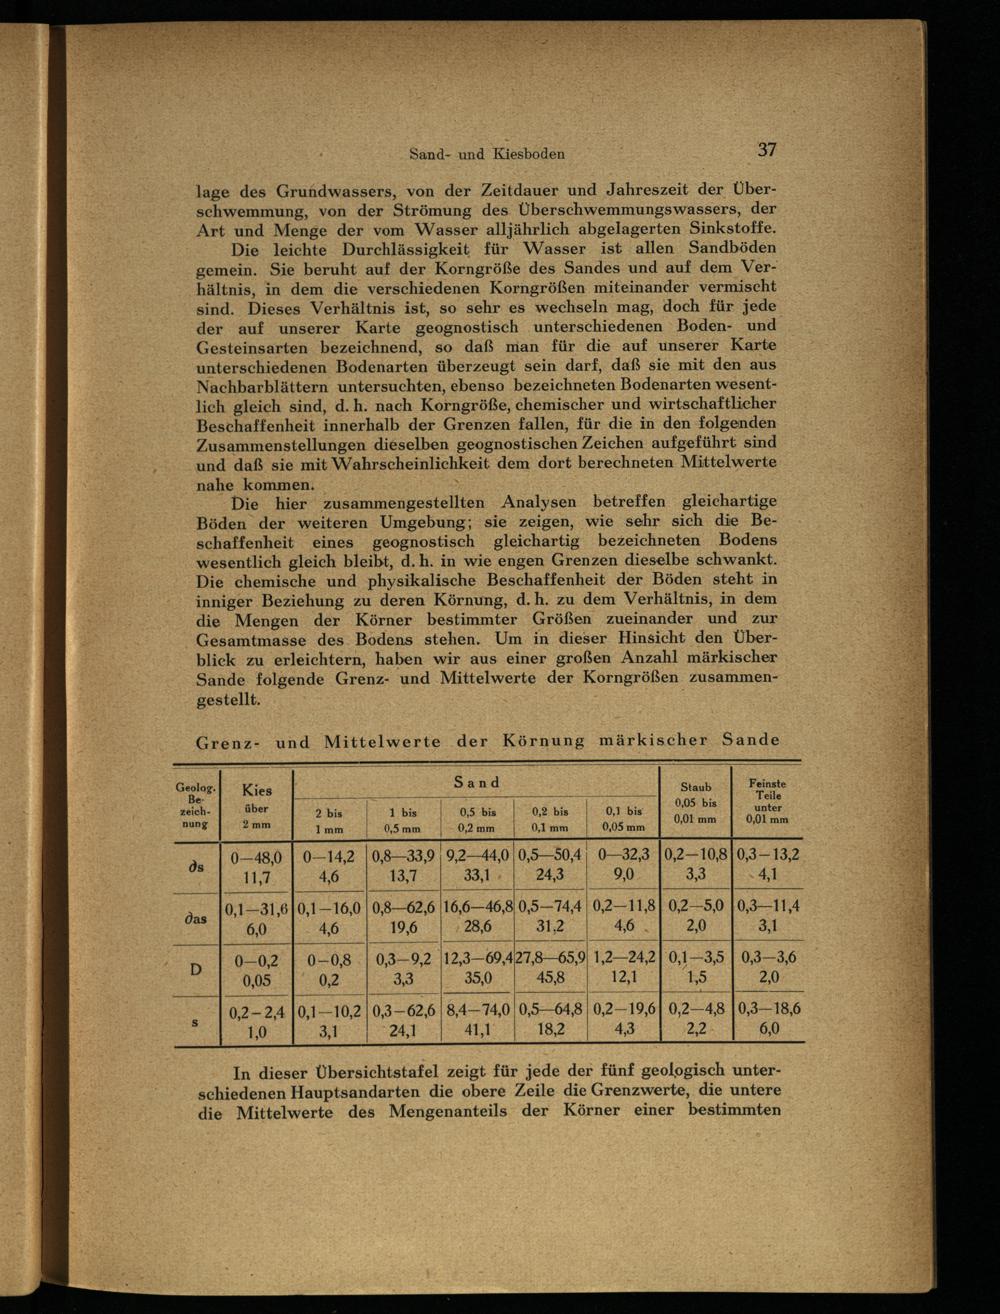 Sand- und Kiesboden 37
lage des Grundwassers, von der Zeitdauer und Jahreszeit der Über-
schwemmung, von der Strömung des Überschwemmungswassers, der
Art und Menge der vom Wasser alljährlich abgelagerten Sinkstoffe.
Die leichte Durchlässigkeit für Wasser ist allen Sandböden
gemein. Sie beruht auf der Korngröße des Sandes und auf dem Ver-
hältnis, in dem die verschiedenen Korngrößen miteinander vermischt
sind. Dieses Verhältnis ist, so sehr es wechseln mag, doch für jede
der auf unserer Karte geognostisch unterschiedenen Boden- und
Gesteinsarten bezeichnend, so daß man für die auf unserer Karte
unterschiedenen Bodenarten überzeugt sein darf, daß sie mit den aus
Nachbarblättern untersuchten, ebenso bezeichneten Bodenarten wesent-
lich gleich sind, d. h. nach Korngröße, chemischer und wirtschaftlicher
Beschaffenheit innerhalb der Grenzen fallen, für die in den folgenden
Zusammenstellungen dieselben geognostischen Zeichen aufgeführt sind
und daß sie mit Wahrscheinlichkeit dem dort berechneten Mittelwerte
nahe kommen.
Die hier zusammengestellten Analysen betreffen gleichartige
Böden der weiteren Umgebung; sie zeigen, wie sehr sich die Be-
schaffenheit eines geognostisch gleichartig bezeichneten Bodens
wesentlich gleich bleibt, d. h. in wie engen Grenzen dieselbe schwankt.
Die chemische und physikalische Beschaffenheit der Böden steht in
inniger Beziehung zu deren Körnung, d. h. zu dem Verhältnis, in dem
die Mengen der Körner bestimmter Größen zueinander und zur
Gesamtmasse des Bodens stehen. Um in dieser Hinsicht den Über-
blick zu erleichtern, haben wir aus einer großen Anzahl märkischer
Sande folgende Grenz- und Mittelwerte der Korngrößen zusammen-
gestellt.
Grenz- und Mittelwerte der Körnung märkischer Sande
Geolog. Be-zeich-nung Kies über 2 mm Sand Staub 0,05 bis 0,01 mm Feinste Teile unter 0,01 mm
2 bis 1 mm 1 bis 0,5 mm 0,5 bis 0,2 mm 0,2 bis 0,1 mm 0,1 bis 0,05 mm
∂s 0—48,0 0—14,2 0,8—33,9 9,2—44,0 0,5—50,4 0—32,3 0,2—10,8 0,3—13,2
11,7 4,6 13,7 33,1 24,3 9,0 3,3 4,1
∂as 0,1—31,6 0,1—16,0 0,8—62,6 16,6—46,8 0,5—74,4 0,2—11,8 0,2—5,0 0,3—11,4
6,0 4,6 19,6 28,6 31,2 4,6 2,0 3,1
D 0—0,2 0—0,8 0,3—9,2 12,3—69,4 27,8—65,9 1,2—24,2 0,1—3,5 0,3—3,6
0,05 0,2 3,3 35,0 45,8 12,1 1,5 2,0
s 0,2—2,4 0,1—10,2 0,3—62,6 8,4—74,0 0,5—64,8 0,2—19,6 0,2—4,8 0,3—18,6
1,0 3,1 24,1 41,1 18,2 4,3 2,2 6,0
In dieser Übersichtstafel zeigt für jede der fünf geologisch unter-
schiedenen Hauptsandarten die obere Zeile die Grenzwerte, die untere
die Mittelwerte des Mengenanteils der Körner einer bestimmten